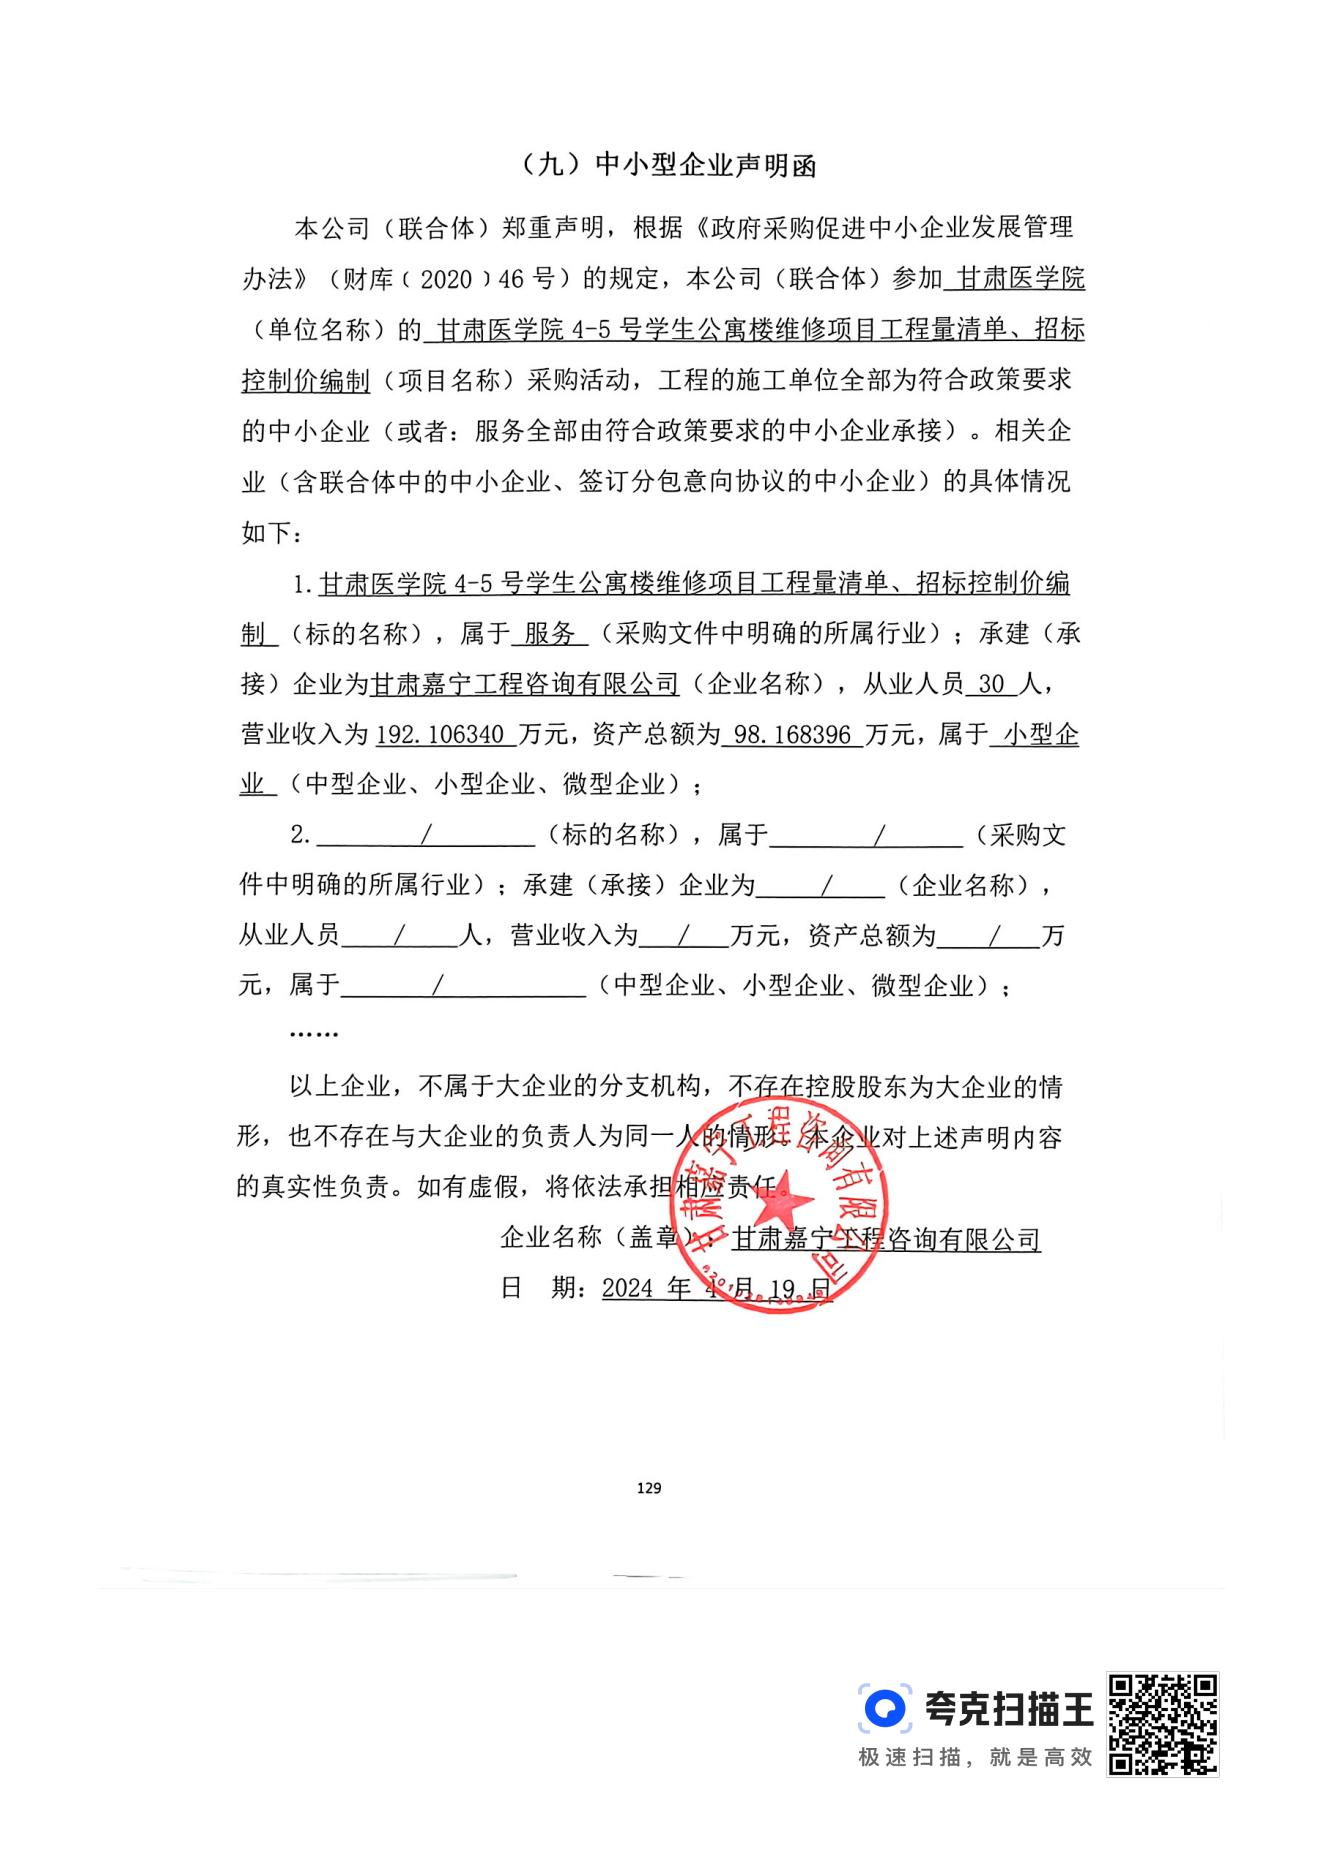 （九）中小型企业声明函
本公司（联合体）郑重声明，根据《政府采购促进中小企业发展管理
办法》（财库﹝2020﹞46 号）的规定，本公司（联合体）参加 甘肃医学院
（单位名称）的 甘肃医学院 4-5 号学生公寓楼维修项目工程量清单、招标
控制价编制（项目名称）采购活动，工程的施工单位全部为符合政策要求
的中小企业（或者：服务全部由符合政策要求的中小企业承接）。相关企
业（含联合体中的中小企业、签订分包意向协议的中小企业）的具体情况
如下：
1. 甘肃医学院 4-5 号学生公寓楼维修项目工程量清单、招标控制价编
制 （标的名称），属于 服务 （采购文件中明确的所属行业）；承建（承
接）企业为甘肃嘉宁工程咨询有限公司（企业名称），从业人员 30 人，
营业收入为 192.106340 万元，资产总额为 98.168396 万元，属于 小型企
业 （中型企业、小型企业、微型企业）；
2. / （标的名称），属于 / （采购文
件中明确的所属行业）；承建（承接）企业为 / （企业名称），
从业人员 / 人，营业收入为 / 万元，资产总额为 / 万
元，属于 / （中型企业、小型企业、微型企业）；
……
以上企业，不属于大企业的分支机构，不存在控股股东为大企业的情
形，也不存在与大企业的负责人为同一人的情形。本企业对上述声明内容
的真实性负责。如有虚假，将依法承担相应责任。
企业名称（盖章）：甘肃嘉宁工程咨询有限公司
日 期：2024 年 4 月 19 日
甘肃嘉宁工程咨询有限公司
129
夸克扫描王
极速扫描，就是高效